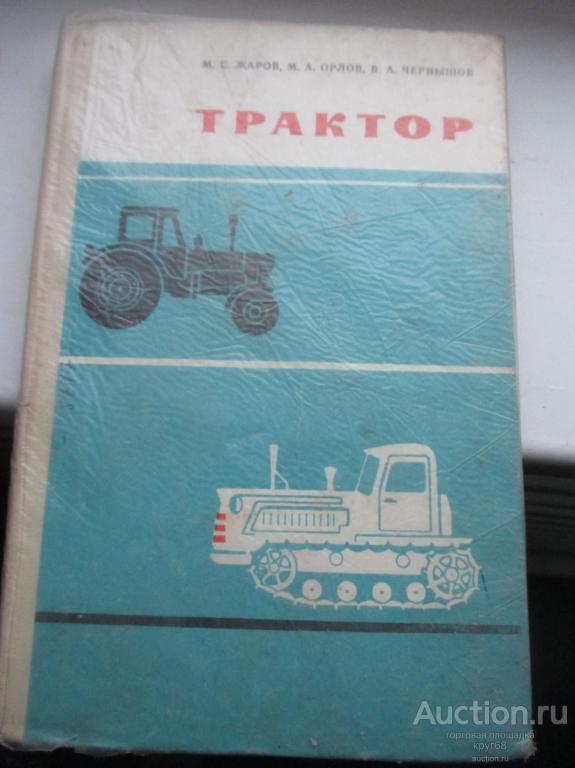 М. С. ЖАРОВ, М. А. ОРЛОВ, В. А. ЧЕРНЫШОВ
ТРАКТОР
Auction.ru
торговая площадка
круг68
auction.ru